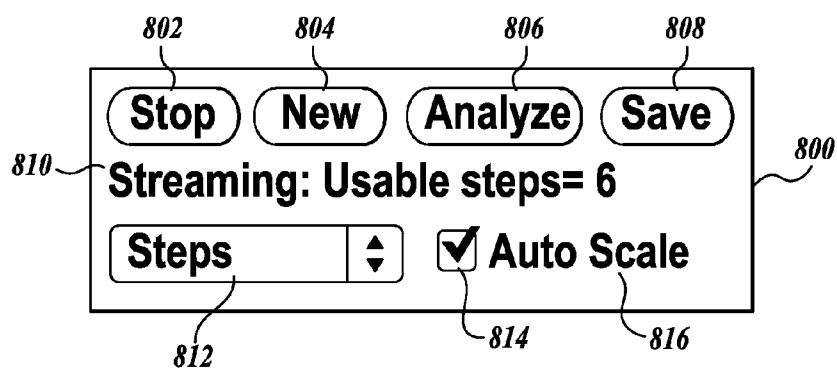 802 804 806 808
Stop New Analyze Save
810 Streaming: Usable steps= 6 800
Steps Auto Scale
812 814 816